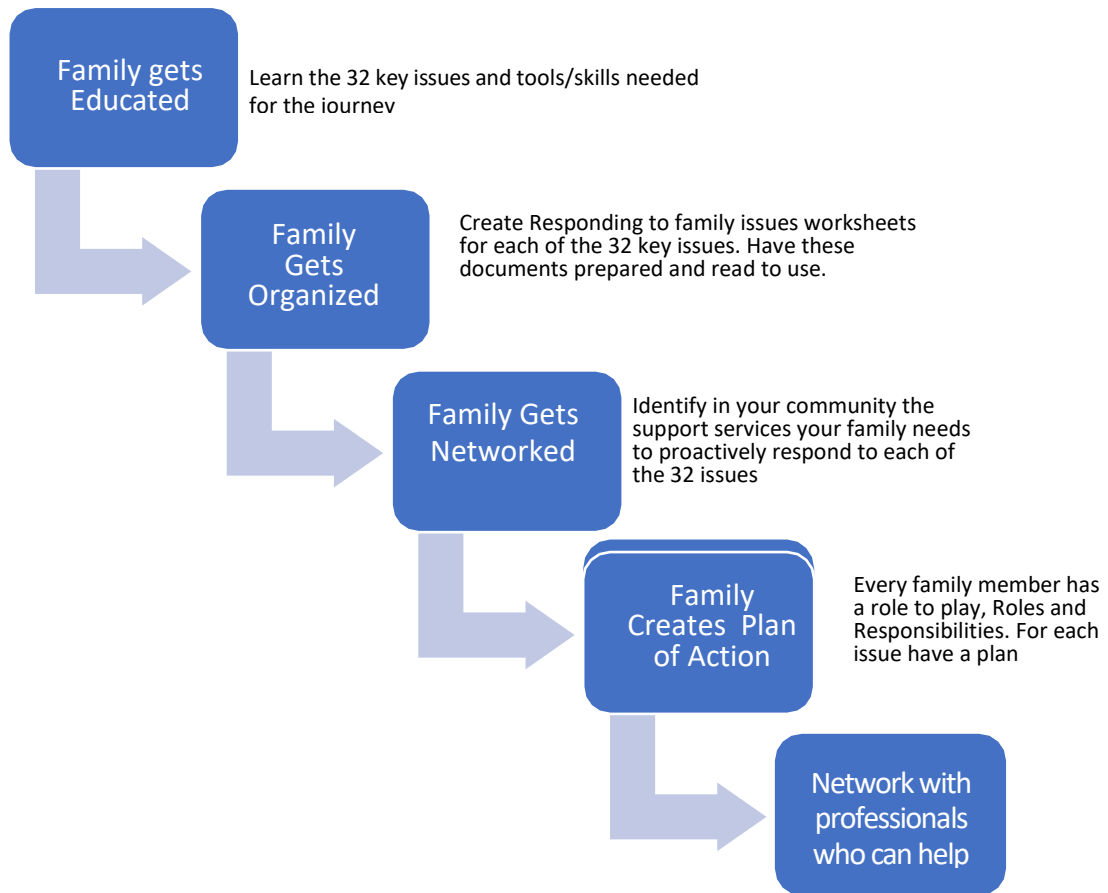 Family gets
Educated
Learn the 32 key issues and tools/skills needed
for the journey
Family
Gets
Organized
Create Responding to family issues worksheets
for each of the 32 key issues. Have these
documents prepared and read to use.
Family Gets
Networked
Identify in your community the
support services your family needs
to proactively respond to each of
the 32 issues
Family
Creates Plan
of Action
Every family member has
a role to play, Roles and
Responsibilities. For each
issue have a plan
Network with
professionals
who can help